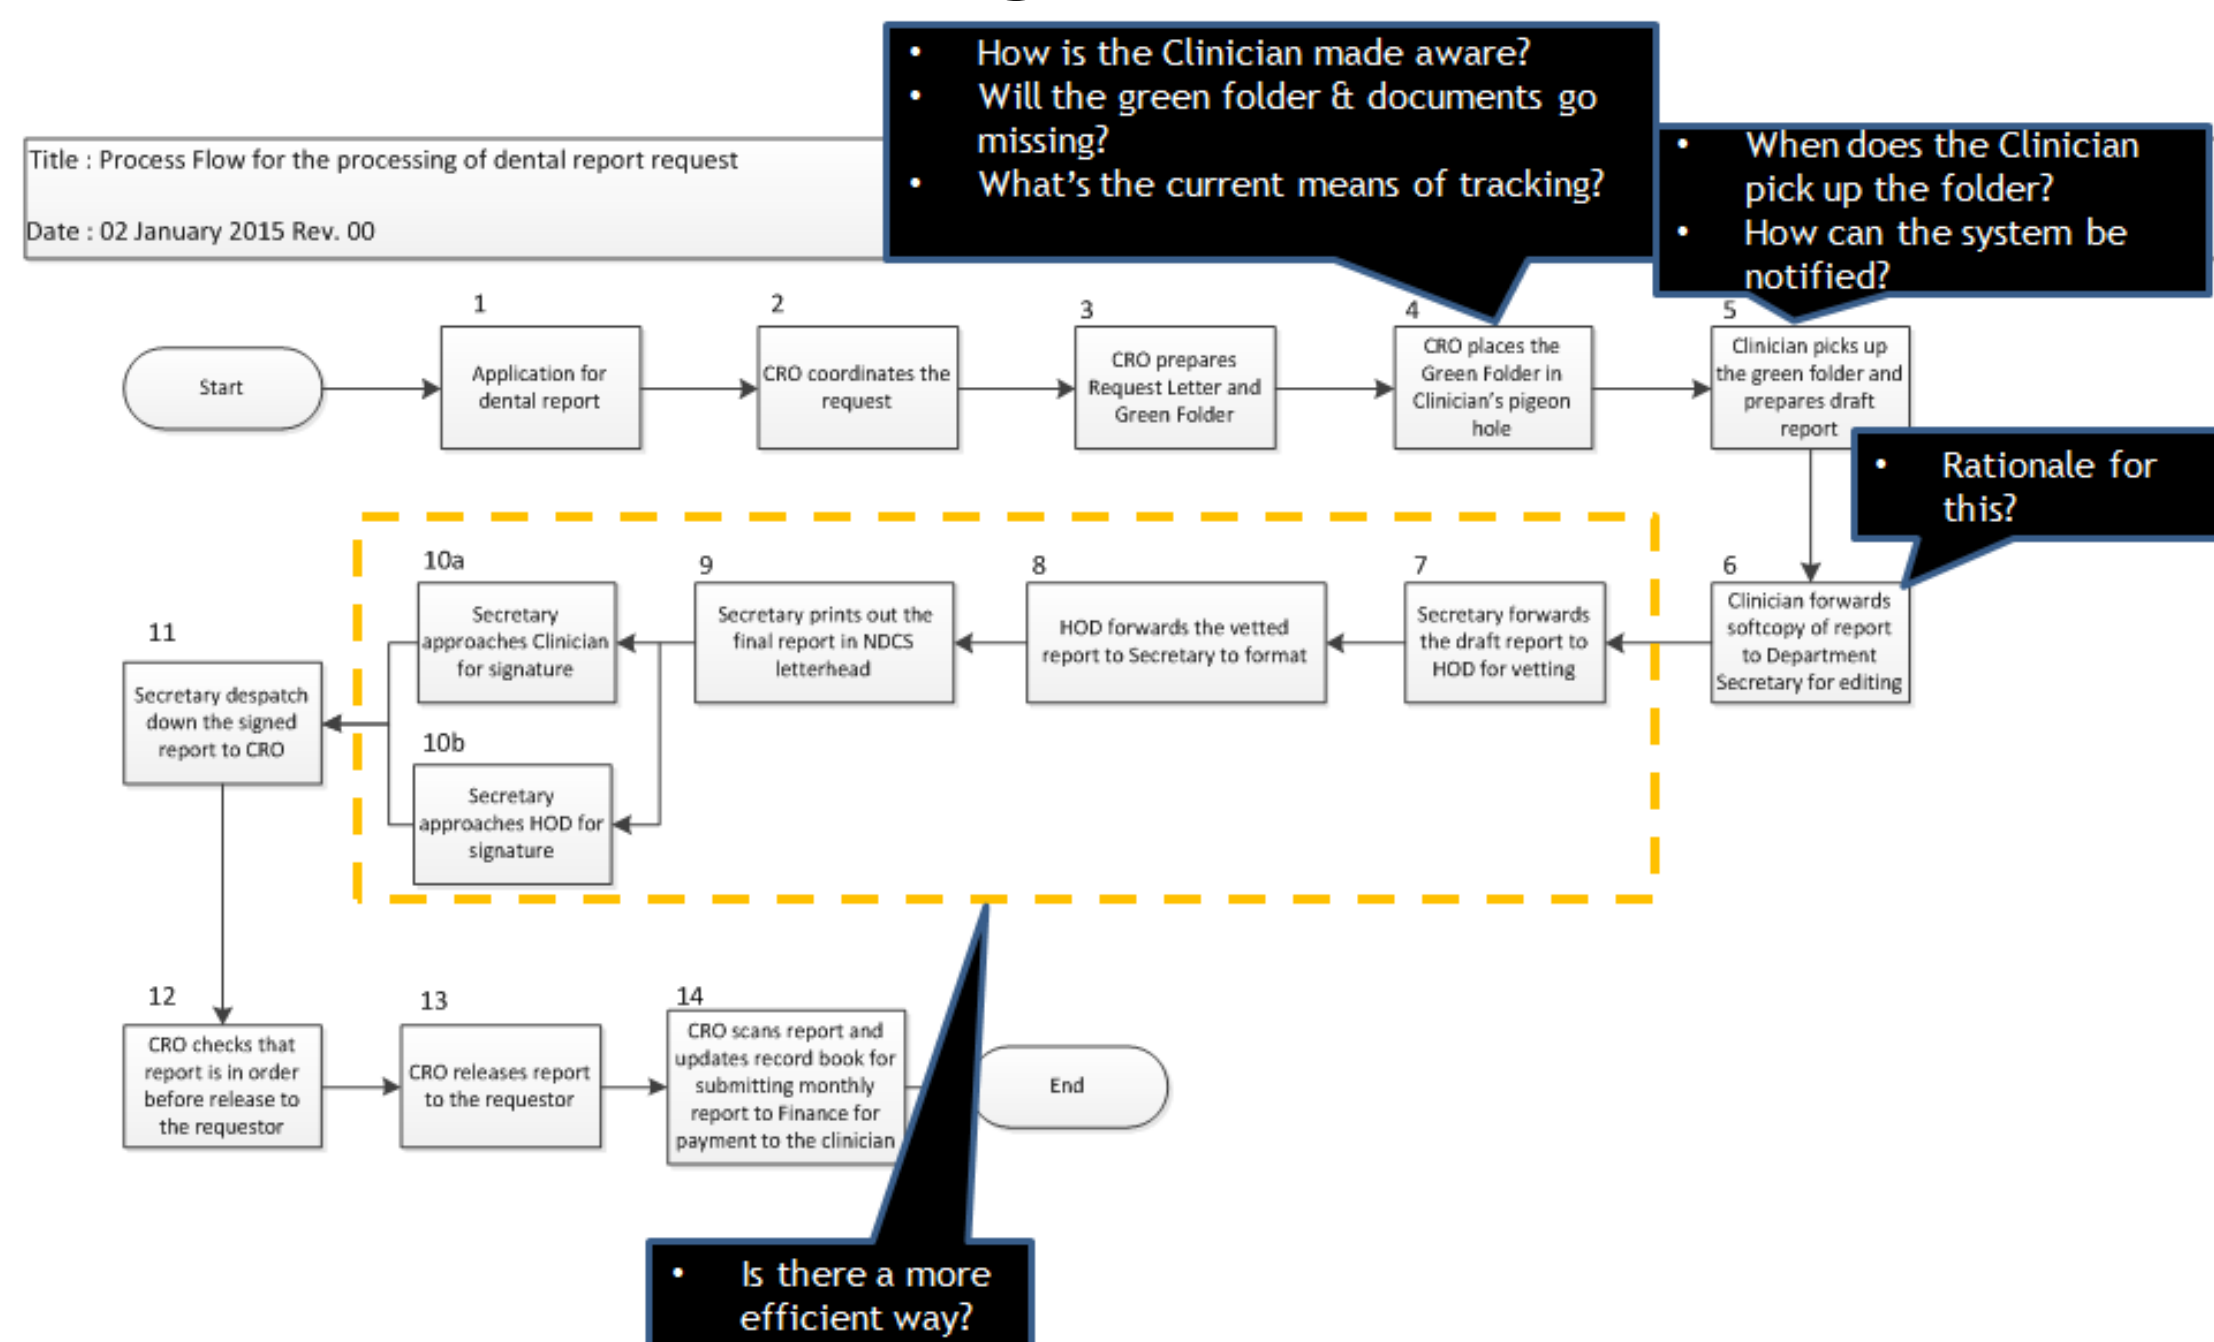 • How is the Clinician made aware?
• Will the green folder & documents go
missing?
• What's the current means of tracking?
• When does the Clinician
pick up the folder?
• How can the system be
notified?
Title : Process Flow for the processing of dental report request
Date : 02 January 2015 Rev. 00
Start
1
Application for
dental report
2
CRO coordinates the
request
3
CRO prepares
Request Letter and
Green Folder
4
CRO places the
Green Folder in
Clinician's pigeon
hole
5
Clinician picks up
the green folder and
prepares draft
report
• Rationale for
this?
6
Clinician forwards
softcopy of report
to Department
Secretary for editing
7
Secretary forwards
the draft report to
HOD for vetting
8
HOD forwards the vetted
report to Secretary to format
9
Secretary prints out the
final report in NDCS
letterhead
10a
Secretary
approaches Clinician
for signature
10b
Secretary
approaches HOD for
signature
11
Secretary despatch
down the signed
report to CRO
12
CRO checks that
report is in order
before release to
the requestor
13
CRO releases report
to the requestor
14
CRO scans report and
updates record book for
submitting monthly
report to Finance for
payment to the clinician
End
• Is there a more
efficient way?